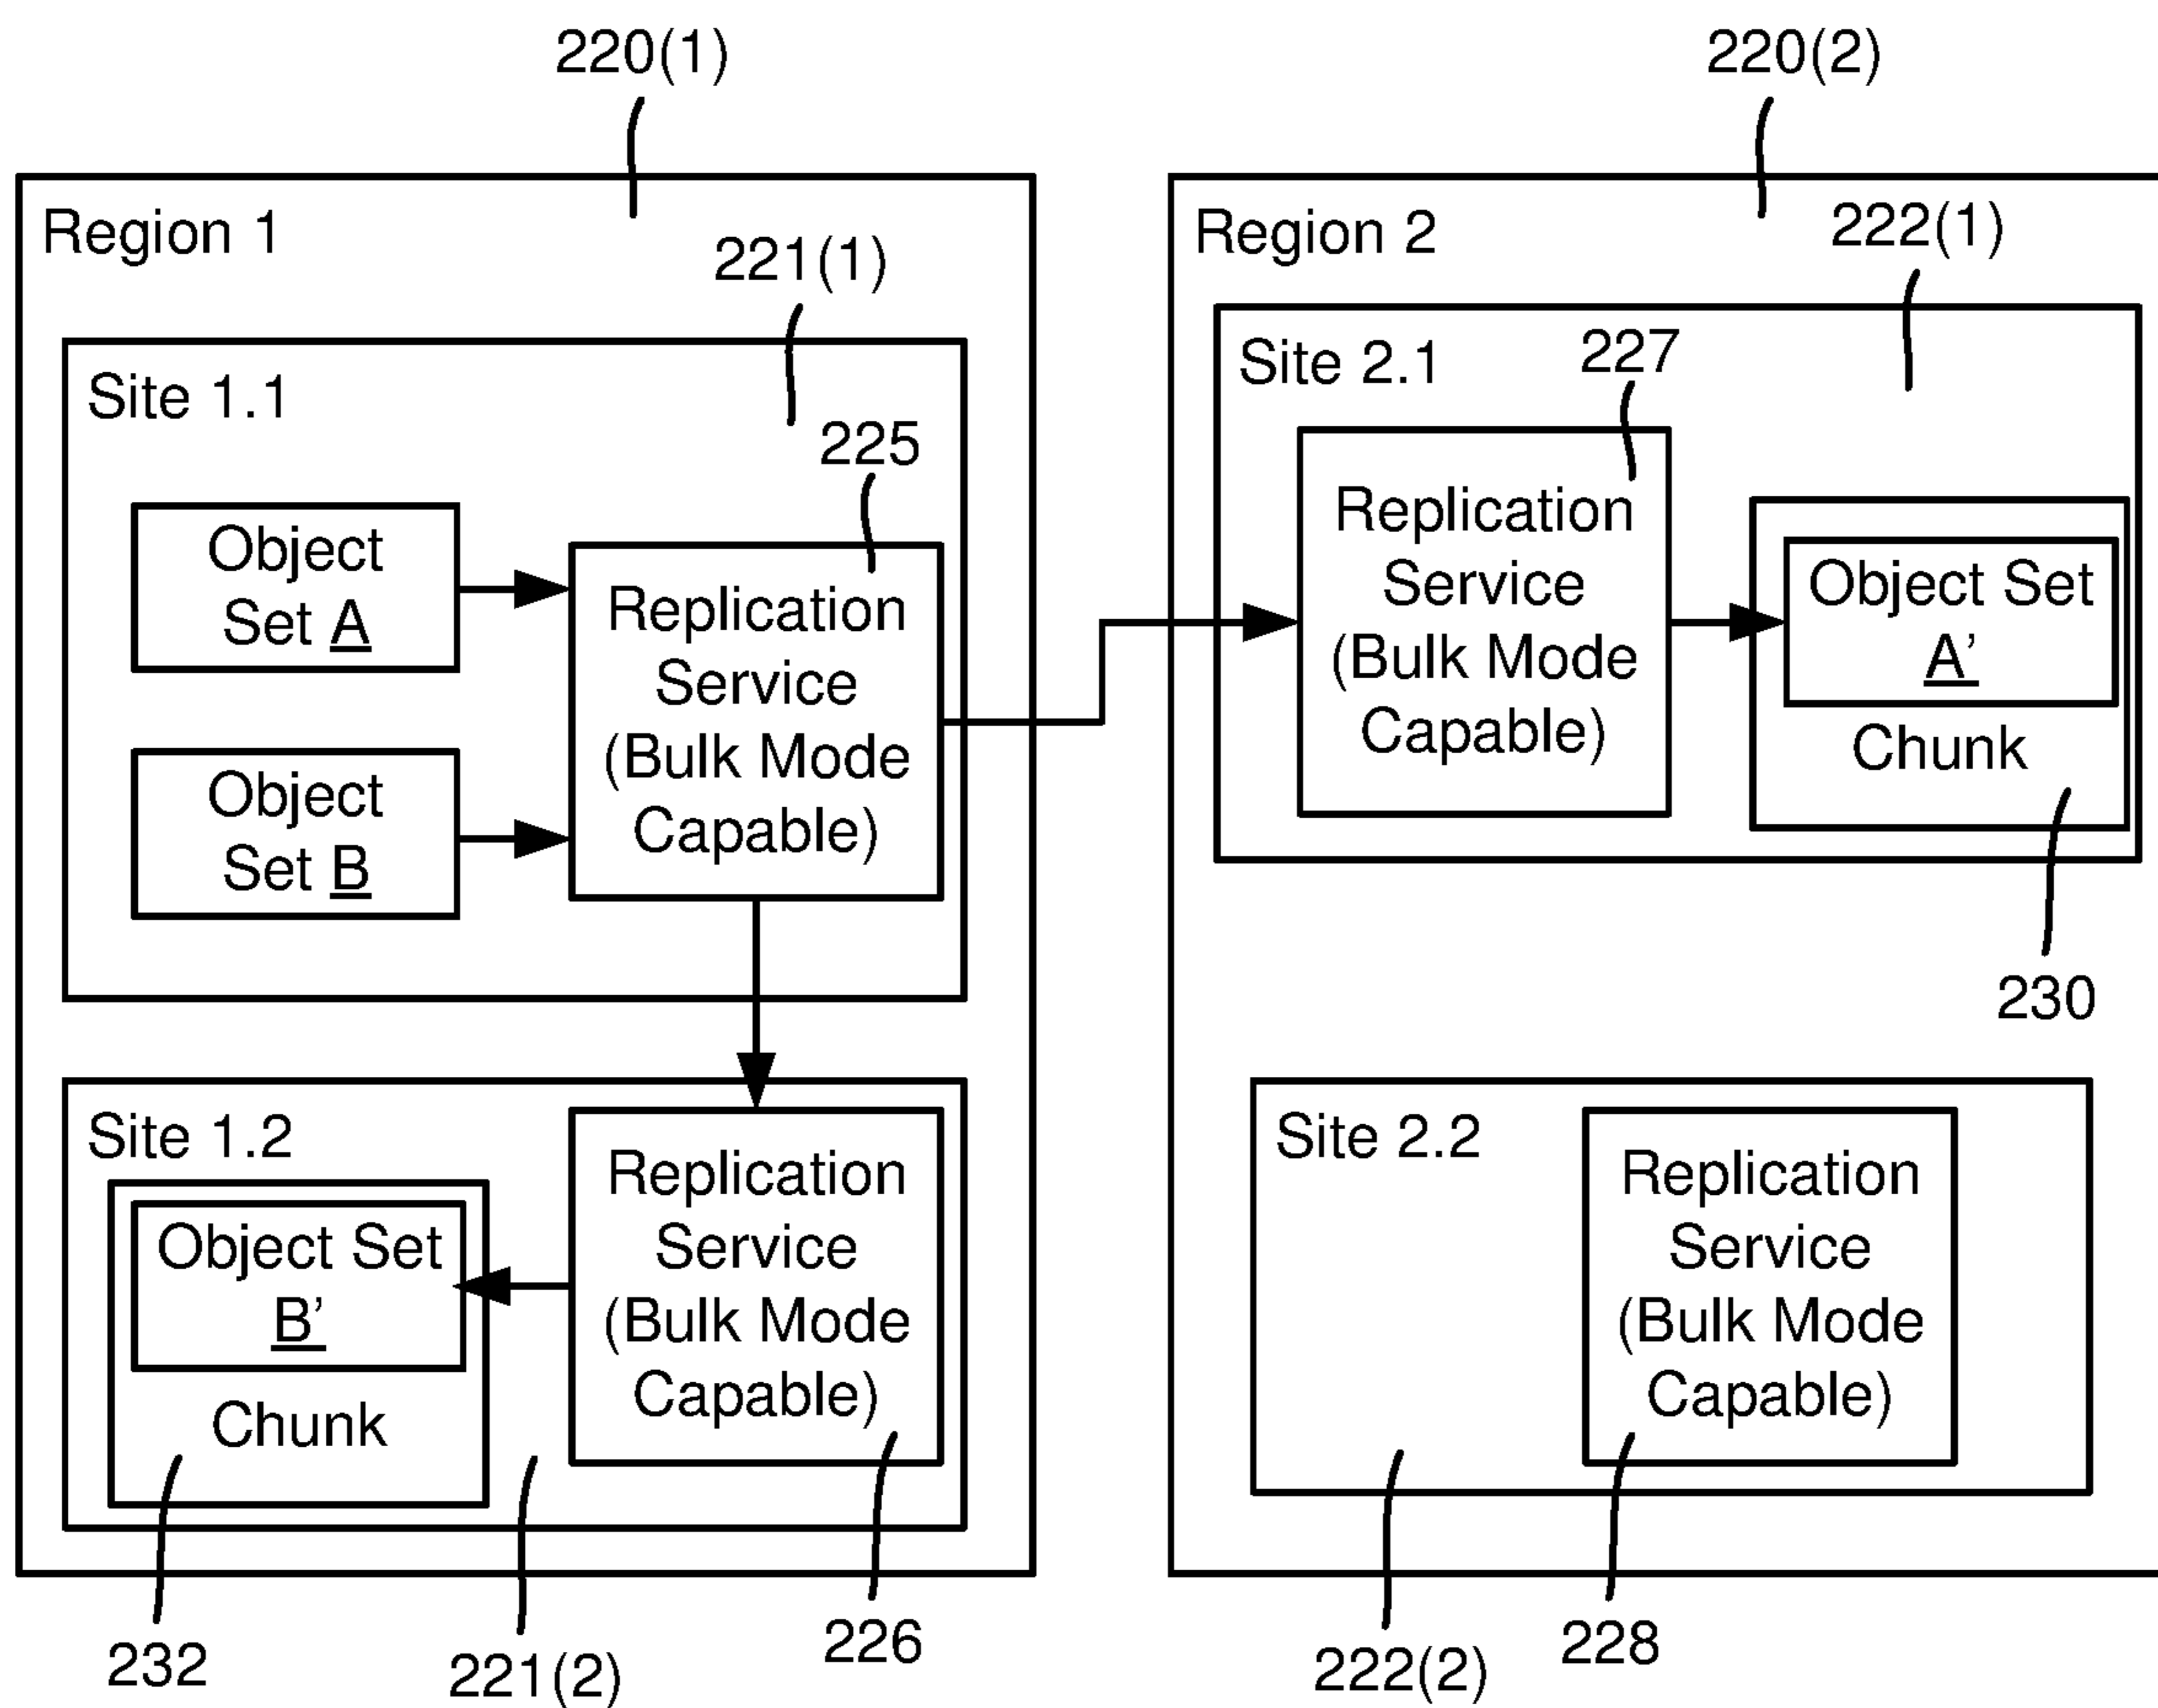 220(1)
220(2)
Region 1
221(1)
Site 1.1
225
Object
Set A
Object
Set B
Replication
Service
(Bulk Mode
Capable)
Site 1.2
Object Set
B’
Chunk
Replication
Service
(Bulk Mode
Capable)
232
221(2)
226
Region 2
222(1)
Site 2.1
227
Replication
Service
(Bulk Mode
Capable)
Object Set
A’
Chunk
230
Site 2.2
Replication
Service
(Bulk Mode
Capable)
222(2)
228